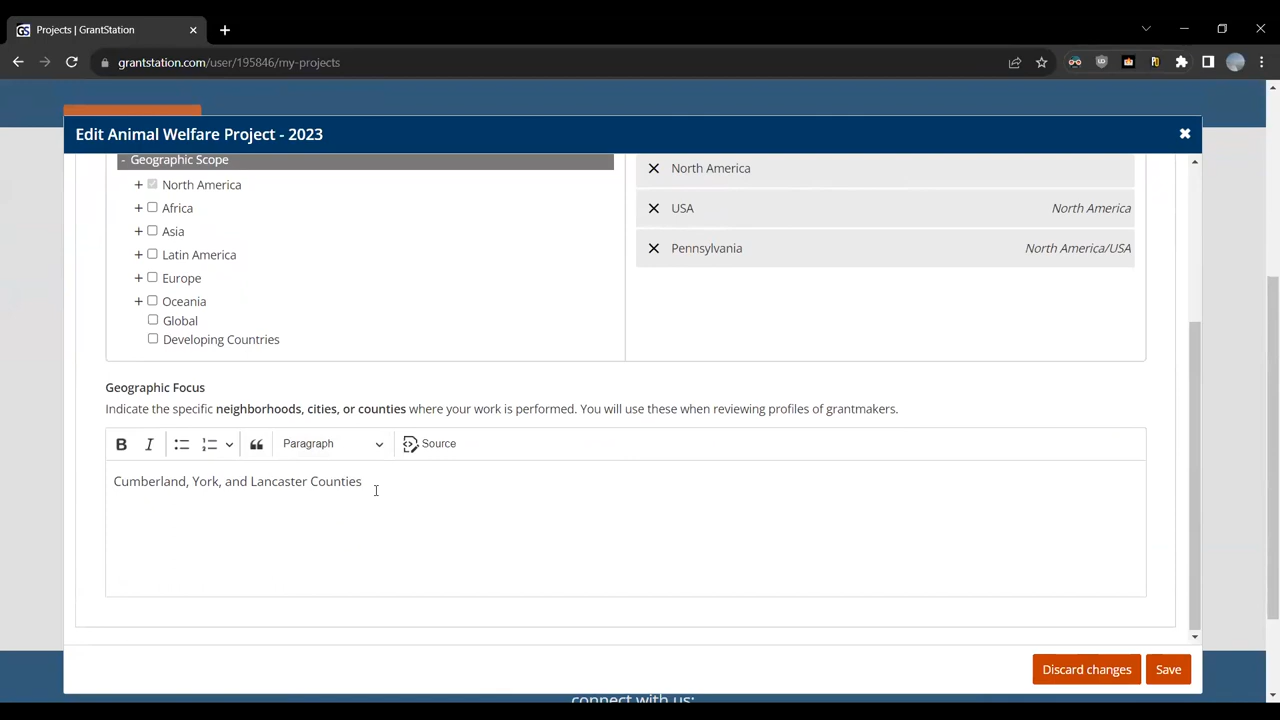 Projects | GrantStation
grantstation.com/user/195846/my-projects
Edit Animal Welfare Project - 2023
- Geographic Scope
+ North America
+ Africa
+ Asia
+ Latin America
+ Europe
+ Oceania
Global
Developing Countries
North America
USA North America
Pennsylvania North America/USA
Geographic Focus
Indicate the specific neighborhoods, cities, or counties where your work is performed. You will use these when reviewing profiles of grantmakers.
B I Paragraph Source
Cumberland, York, and Lancaster Counties
Discard changes Save
connect with us: